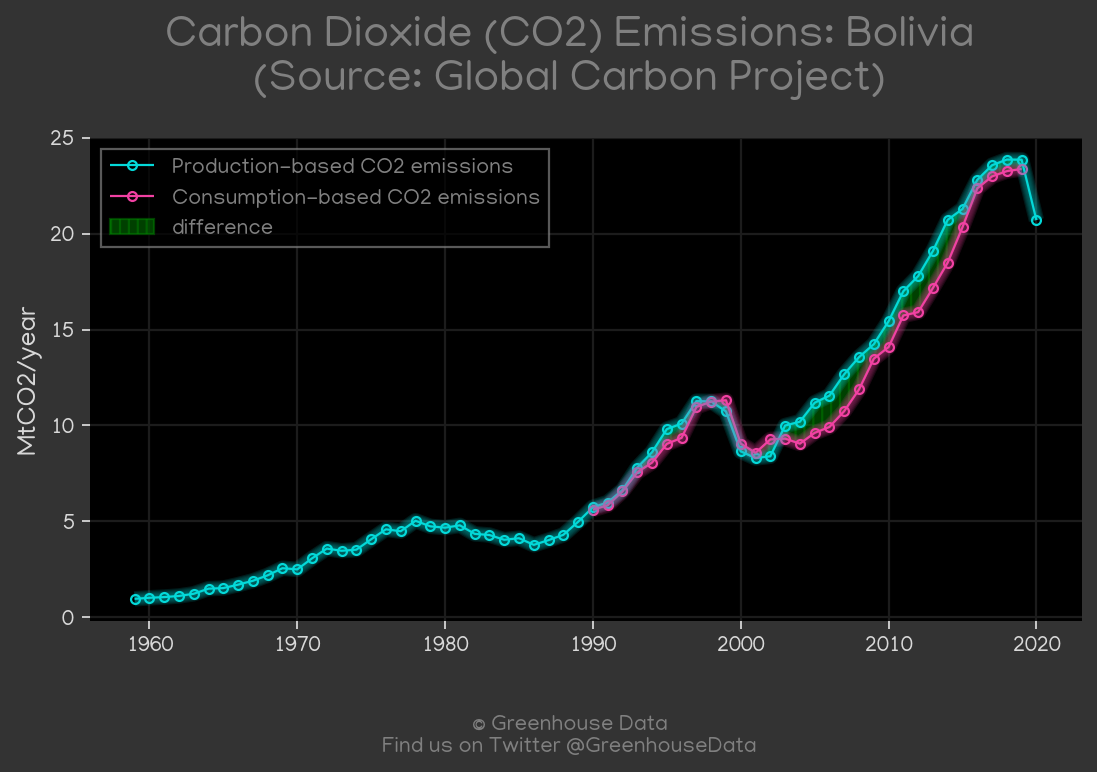 Carbon Dioxide (CO2) Emissions: Bolivia
(Source: Global Carbon Project)
25
20
15
10
5
0
MtCO2/year
Production-based CO2 emissions
Consumption-based CO2 emissions
difference
1960 1970 1980 1990 2000 2010 2020
© Greenhouse Data
Find us on Twitter @GreenhouseData